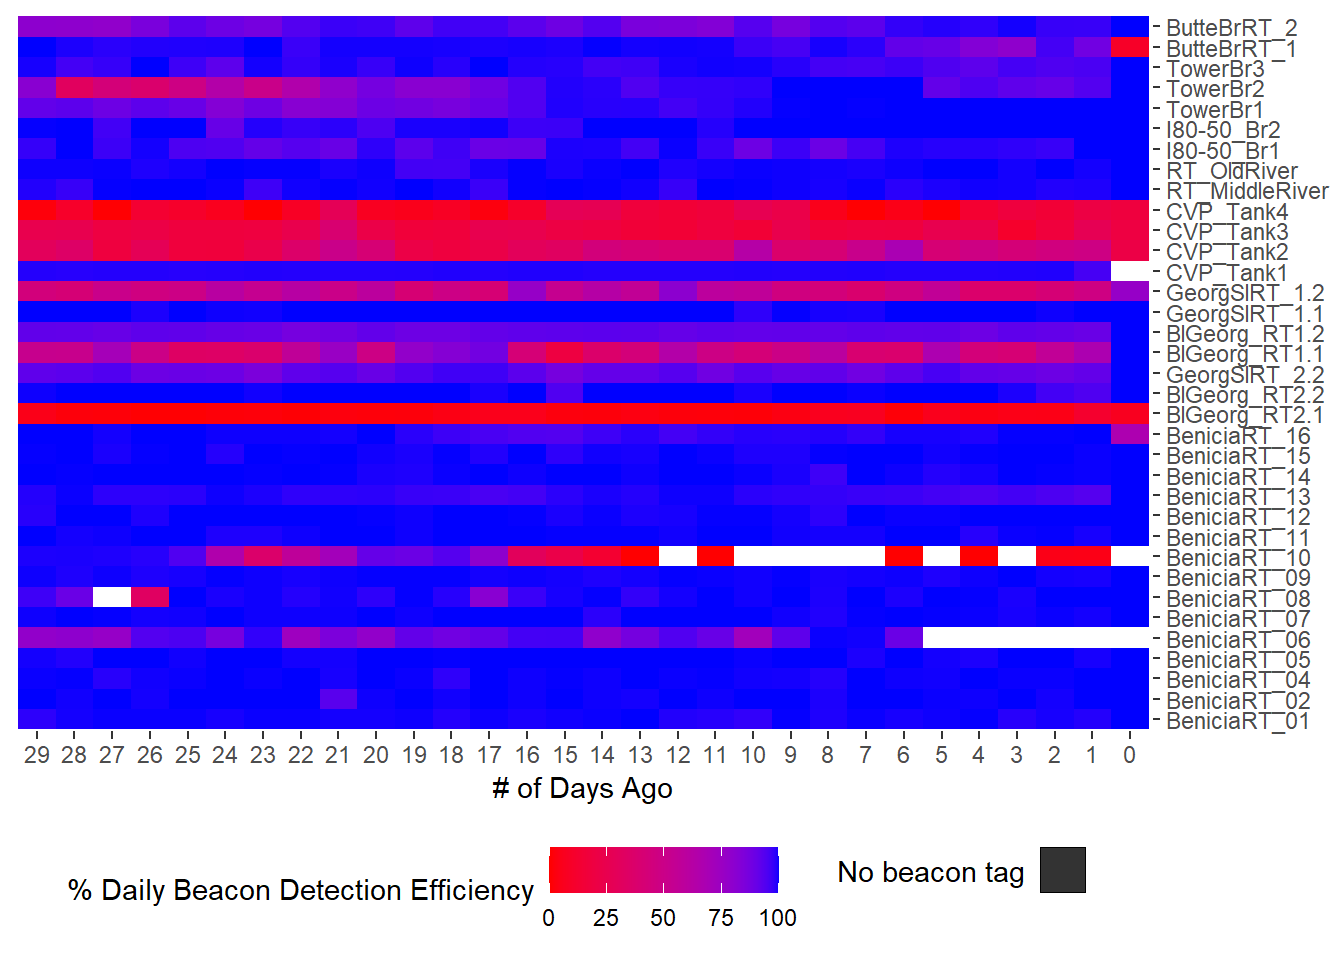 ButteBrRT_2
ButteBrRT_1
TowerBr3
TowerBr2
TowerBr1
I80-50_Br2
I80-50_Br1
RT_OldRiver
RT_MiddleRiver
CVP_Tank4
CVP_Tank3
CVP_Tank2
CVP_Tank1
GeorgSlRT_1.2
GeorgSlRT_1.1
BlGeorg_RT1.2
BlGeorg_RT1.1
GeorgSlRT_2.2
BlGeorg_RT2.2
BlGeorg_RT2.1
BeniciaRT_16
BeniciaRT_15
BeniciaRT_14
BeniciaRT_13
BeniciaRT_12
BeniciaRT_11
BeniciaRT_10
BeniciaRT_09
BeniciaRT_08
BeniciaRT_07
BeniciaRT_06
BeniciaRT_05
BeniciaRT_04
BeniciaRT_02
BeniciaRT_01
29 28 27 26 25 24 23 22 21 20 19 18 17 16 15 14 13 12 11 10 9 8 7 6 5 4 3 2 1 0
# of Days Ago
% Daily Beacon Detection Efficiency
0 25 50 75 100
No beacon tag